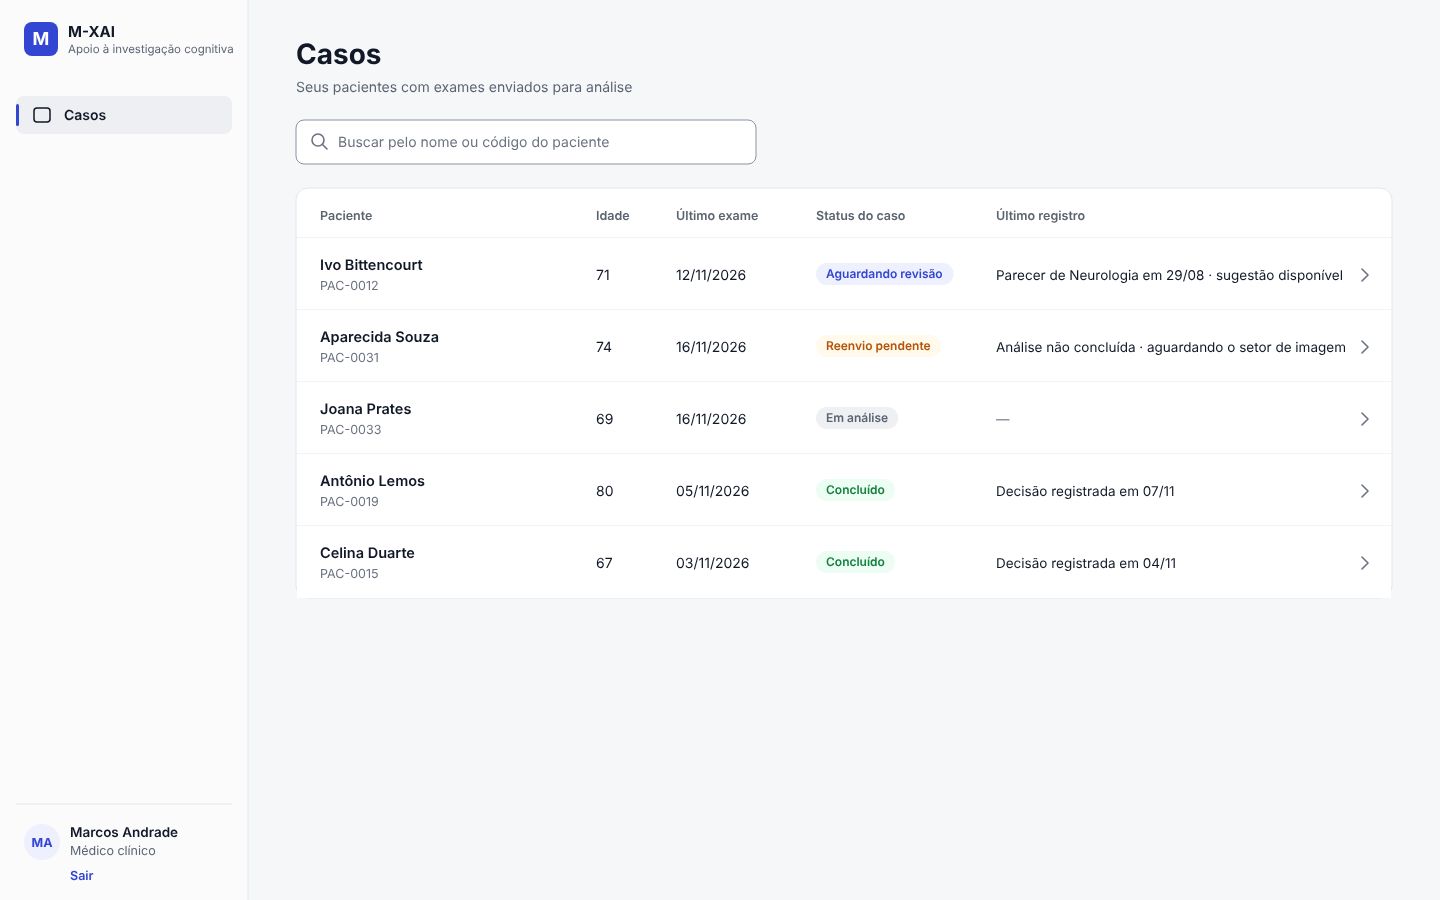 M
M-XAI
Apoio à investigação cognitiva
Casos
MA
Marcos Andrade
Médico clínico
Sair
Casos
Seus pacientes com exames enviados para análise
Buscar pelo nome ou código do paciente
Paciente Idade Último exame Status do caso Último registro
Ivo Bittencourt
PAC-0012
71 12/11/2026 Aguardando revisão Parecer de Neurologia em 29/08 · sugestão disponível
Aparecida Souza
PAC-0031
74 16/11/2026 Reenvio pendente Análise não concluída · aguardando o setor de imagem
Joana Prates
PAC-0033
69 16/11/2026 Em análise —
Antônio Lemos
PAC-0019
80 05/11/2026 Concluído Decisão registrada em 07/11
Celina Duarte
PAC-0015
67 03/11/2026 Concluído Decisão registrada em 04/11